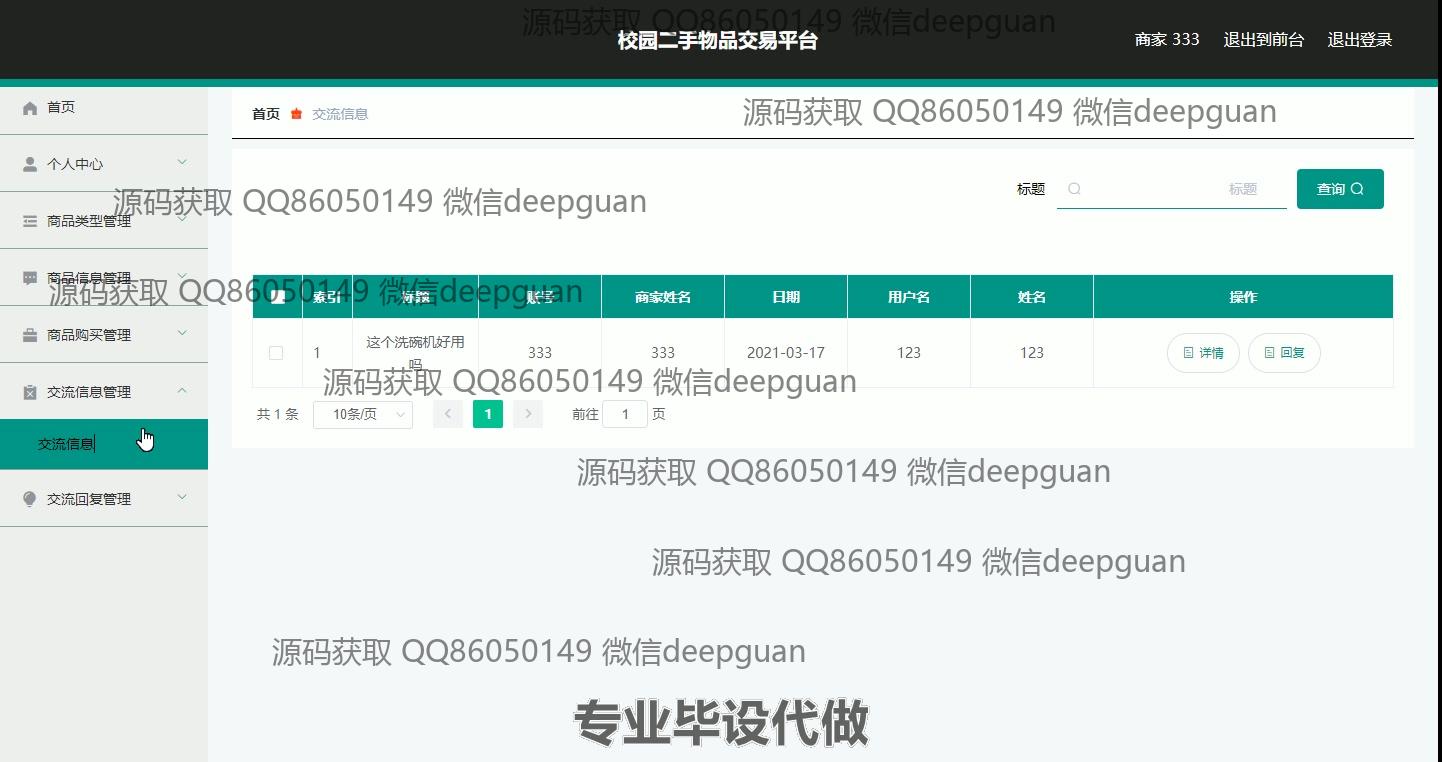 源码获取 QQ86050149 微信deepguan
校园二手物品交易平台
商家 333 退出到前台 退出登录
首页
首页 交流信息
源码获取 QQ86050149 微信deepguan
个人中心
标题 标题 查询
源码获取 QQ86050149 微信deepguan
商品类型管理
商品信息管理
源码获取 QQ86050149 微信deepguan
索引 标题 账号 商家姓名 日期 用户名 姓名 操作
商品购买管理
1 这个洗碗机好用吗 333 333 2021-03-17 123 123 详情 回复
源码获取 QQ86050149 微信deepguan
交流信息管理
共 1 条 10条/页 1 前往 1 页
交流信息
源码获取 QQ86050149 微信deepguan
交流回复管理
源码获取 QQ86050149 微信deepguan
源码获取 QQ86050149 微信deepguan
专业毕设代做